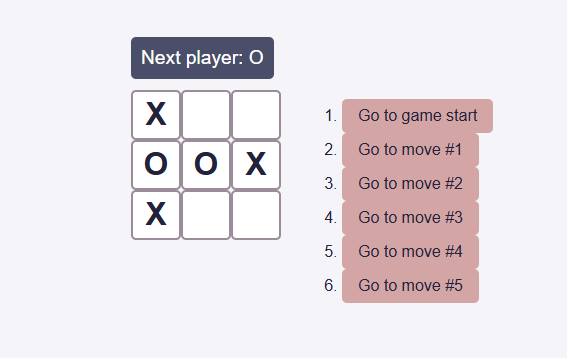 Next player: O
X
O O X
X
1. Go to game start
2. Go to move #1
3. Go to move #2
4. Go to move #3
5. Go to move #4
6. Go to move #5